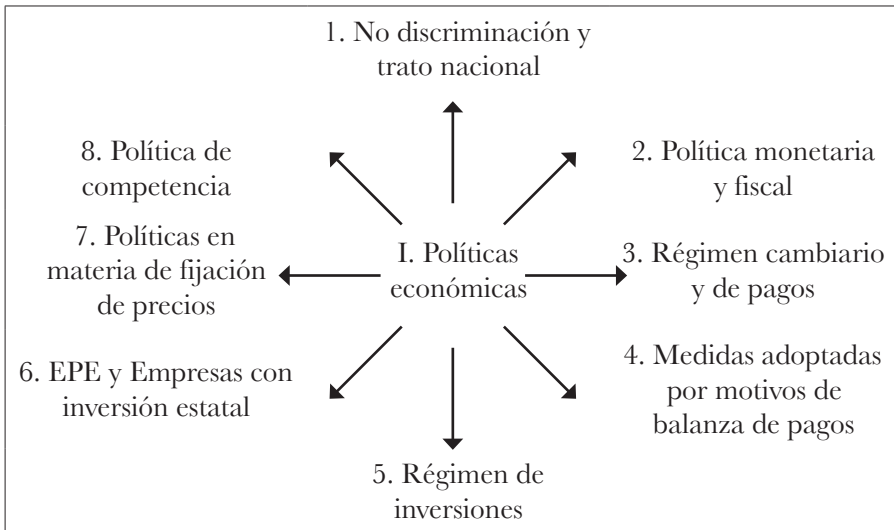 1. No discriminación y
trato nacional
2. Política monetaria
y fiscal
3. Régimen cambiario
y de pagos
4. Medidas adoptadas
por motivos de
balanza de pagos
5. Régimen de
inversiones
6. EPE y Empresas con
inversión estatal
7. Políticas en
materia de fijación
de precios
8. Política de
competencia
I. Políticas
económicas